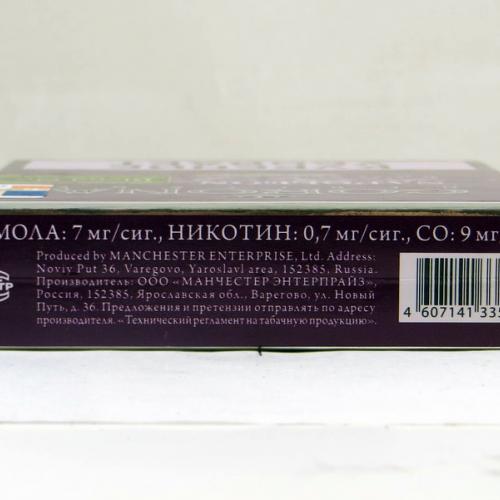 МОЛА: 7 мг/сиг., НИКОТИН: 0,7 мг/сиг., СО: 9 мг
Produced by MANCHESTER ENTERPRISE, Ltd. Address:
Noviy Put 36, Varegovo, Yaroslavl area, 152385, Russia.
Производитель: ООО «МАНЧЕСТЕР ЭНТЕРПРАЙЗ»,
Россия, 152385, Ярославская обл., Варегово, ул. Новый
Путь, д. 36. Предложения и претензии отправлять по адресу
производителя. «Технический регламент на табачную продукцию».
4 607141 335